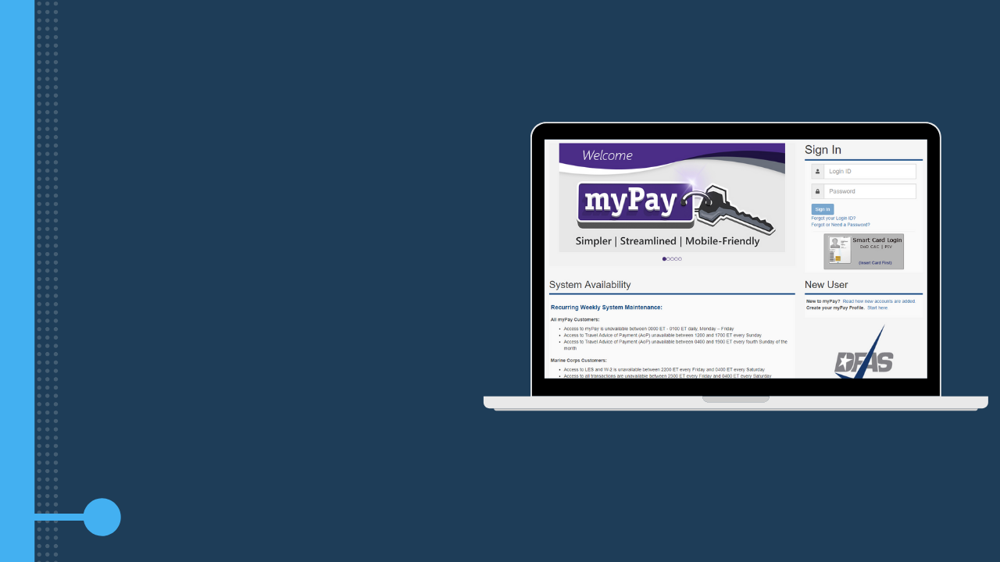 Welcome
myPay
Simpler | Streamlined | Mobile-Friendly
Sign In
Login ID
Password
Sign In
Forgot your Login ID?
Forgot or Need a Password?
Smart Card Login
DoD CAC | PIV
(Insert Card First)
System Availability
Recurring Weekly System Maintenance:
All myPay Customers:
• Access to myPay is unavailable between 0000 ET - 0100 ET daily, Monday – Friday
• Access to Travel Advice of Payment (AoP) unavailable between 1200 and 1700 ET every Sunday
• Access to Travel Advice of Payment (AoP) unavailable between 0400 and 1900 ET every fourth Sunday of the
month
Marine Corps Customers:
• Access to LES and W-2 is unavailable between 2200 ET every Friday and 0400 ET every Saturday
• Access to all transactions are unavailable between 2300 ET every Friday and 0400 ET every Saturday
New User
New to myPay? Read how new accounts are added.
Create your myPay Profile. Start here.
DFAS